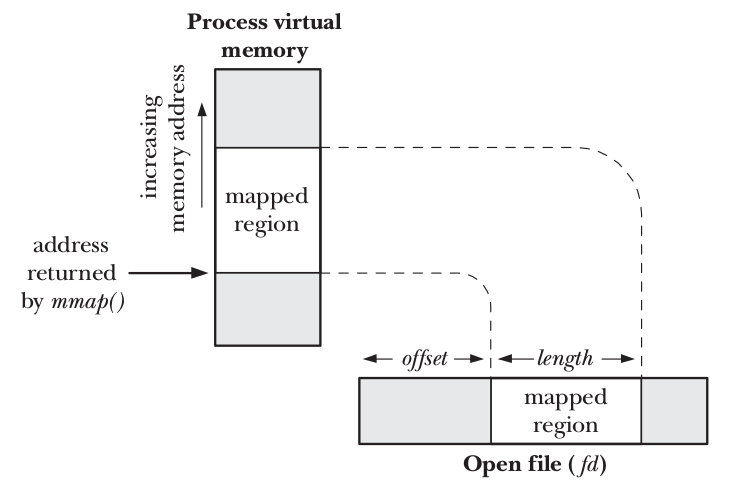 Process virtual
memory
increasing
memory address
mapped
region
address
returned
by mmap()
offset
length
mapped
region
Open file (fd)